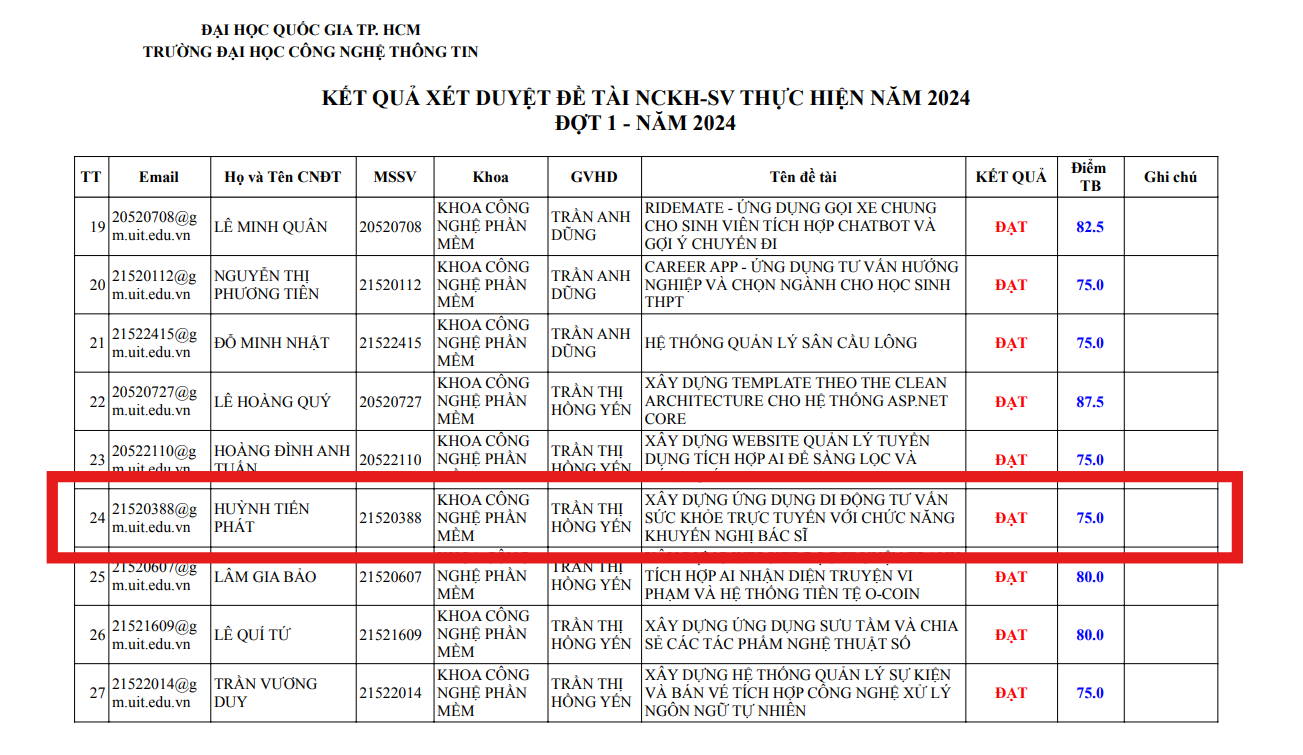 ĐẠI HỌC QUỐC GIA TP. HCM
TRƯỜNG ĐẠI HỌC CÔNG NGHỆ THÔNG TIN
KẾT QUẢ XÉT DUYỆT ĐỀ TÀI NCKH-SV THỰC HIỆN NĂM 2024
ĐỢT 1 - NĂM 2024
TT Email Họ và Tên CNĐT MSSV Khoa GVHD Tên đề tài KẾT QUẢ Điểm TB Ghi chú
19 20520708@gm.uit.edu.vn LÊ MINH QUÂN 20520708 KHOA CÔNG NGHỆ PHẦN MỀM TRẦN ANH DŨNG RIDEMATE - ỨNG DỤNG GỌI XE CHUNG CHO SINH VIÊN TÍCH HỢP CHATBOT VÀ GỢI Ý CHUYẾN ĐI ĐẠT 82.5
20 21520112@gm.uit.edu.vn NGUYỄN THỊ PHƯƠNG TIÊN 21520112 KHOA CÔNG NGHỆ PHẦN MỀM TRẦN ANH DŨNG CAREER APP - ỨNG DỤNG TƯ VẤN HƯỚNG NGHIỆP VÀ CHỌN NGÀNH CHO HỌC SINH THPT ĐẠT 75.0
21 21522415@gm.uit.edu.vn ĐỖ MINH NHẬT 21522415 KHOA CÔNG NGHỆ PHẦN MỀM TRẦN ANH DŨNG HỆ THỐNG QUẢN LÝ SÂN CẦU LÔNG ĐẠT 75.0
22 20520727@gm.uit.edu.vn LÊ HOÀNG QUÝ 20520727 KHOA CÔNG NGHỆ PHẦN MỀM TRẦN THỊ HỒNG YẾN XÂY DỰNG TEMPLATE THEO THE CLEAN ARCHITECTURE CHO HỆ THỐNG ASP.NET CORE ĐẠT 87.5
23 20522110@gm.uit.edu.vn HOÀNG ĐÌNH ANH TUẤN 20522110 KHOA CÔNG NGHỆ PHẦN TRẦN THỊ HỒNG YẾN XÂY DỰNG WEBSITE QUẢN LÝ TUYỂN DỤNG TÍCH HỢP AI ĐỂ SÀNG LỌC VÀ ĐẠT 75.0
24 21520388@gm.uit.edu.vn HUỲNH TIẾN PHÁT 21520388 KHOA CÔNG NGHỆ PHẦN MỀM TRẦN THỊ HỒNG YẾN XÂY DỰNG ỨNG DỤNG DI ĐỘNG TƯ VẤN SỨC KHỎE TRỰC TUYẾN VỚI CHỨC NĂNG KHUYẾN NGHỊ BÁC SĨ ĐẠT 75.0
25 21520607@gm.uit.edu.vn LÂM GIA BẢO 21520607 KHOA CÔNG NGHỆ PHẦN MỀM TRẦN THỊ HỒNG YẾN TÍCH HỢP AI NHẬN DIỆN TRUYỆN VI PHẠM VÀ HỆ THỐNG TIỀN TỆ O-COIN ĐẠT 80.0
26 21521609@gm.uit.edu.vn LÊ QUÍ TỨ 21521609 KHOA CÔNG NGHỆ PHẦN MỀM TRẦN THỊ HỒNG YẾN XÂY DỰNG ỨNG DỤNG SƯU TẦM VÀ CHIA SẺ CÁC TÁC PHẨM NGHỆ THUẬT SỐ ĐẠT 80.0
27 21522014@gm.uit.edu.vn TRẦN VƯƠNG DUY 21522014 KHOA CÔNG NGHỆ PHẦN MỀM TRẦN THỊ HỒNG YẾN XÂY DỰNG HỆ THỐNG QUẢN LÝ SỰ KIỆN VÀ BÁN VÉ TÍCH HỢP CÔNG NGHỆ XỬ LÝ NGÔN NGỮ TỰ NHIÊN ĐẠT 75.0